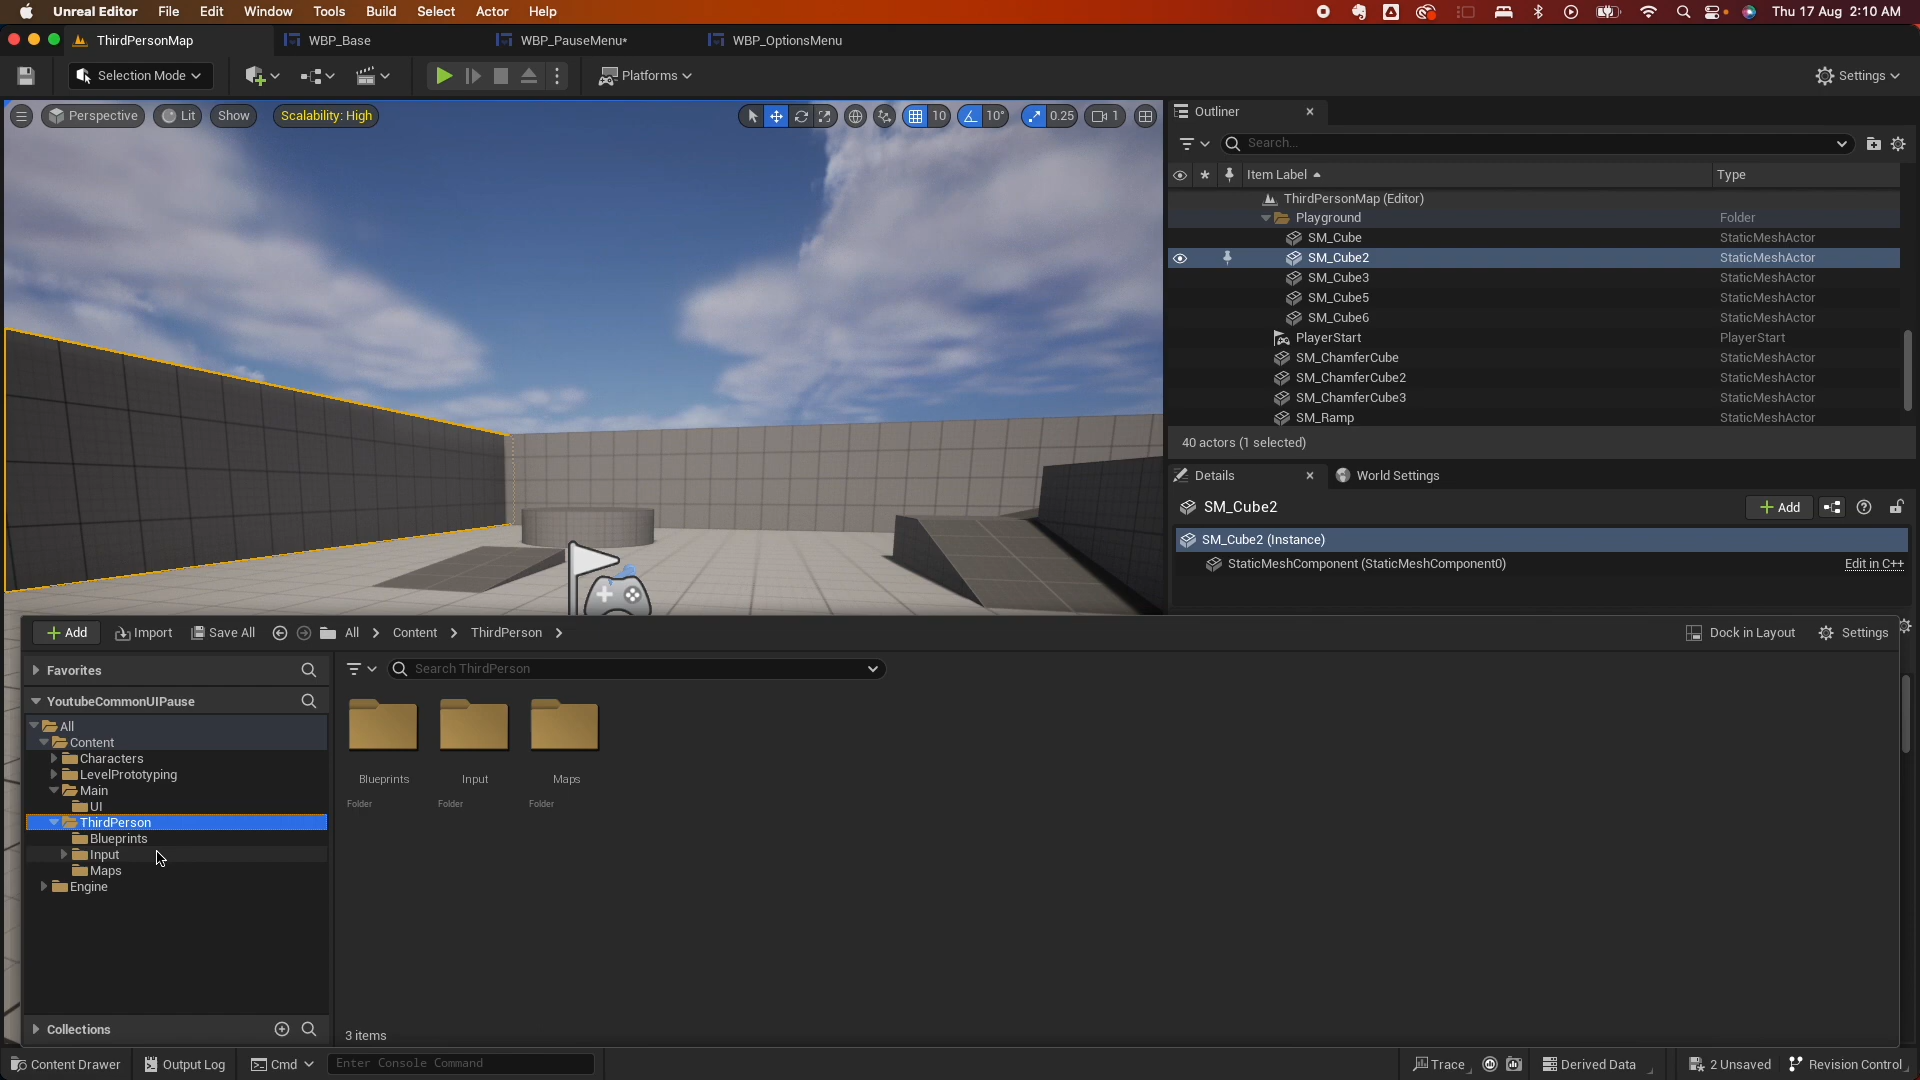 Unreal Editor File Edit Window Tools Build Select Actor Help Thu 17 Aug 2:10 AM
ThirdPersonMap WBP_Base WBP_PauseMenu* WBP_OptionsMenu
Selection Mode Platforms Settings
Perspective Lit Show Scalability: High 10 10° 0.25 1
Outliner
Search...
Item Label Type
ThirdPersonMap (Editor)
Playground Folder
SM_Cube StaticMeshActor
SM_Cube2 StaticMeshActor
SM_Cube3 StaticMeshActor
SM_Cube5 StaticMeshActor
SM_Cube6 StaticMeshActor
PlayerStart PlayerStart
SM_ChamferCube StaticMeshActor
SM_ChamferCube2 StaticMeshActor
SM_ChamferCube3 StaticMeshActor
SM_Ramp StaticMeshActor
40 actors (1 selected)
Details World Settings
SM_Cube2 Add
SM_Cube2 (Instance)
StaticMeshComponent (StaticMeshComponent0) Edit in C++
Add Import Save All All Content ThirdPerson Dock in Layout Settings
Favorites Search ThirdPerson
YoutubeCommonUIPause
All
Content
Characters
LevelPrototyping
Main
UI
ThirdPerson
Blueprints
Input
Maps
Engine
Blueprints Input Maps
Folder Folder Folder
Collections 3 items
Content Drawer Output Log Cmd Enter Console Command Trace Derived Data 2 Unsaved Revision Control